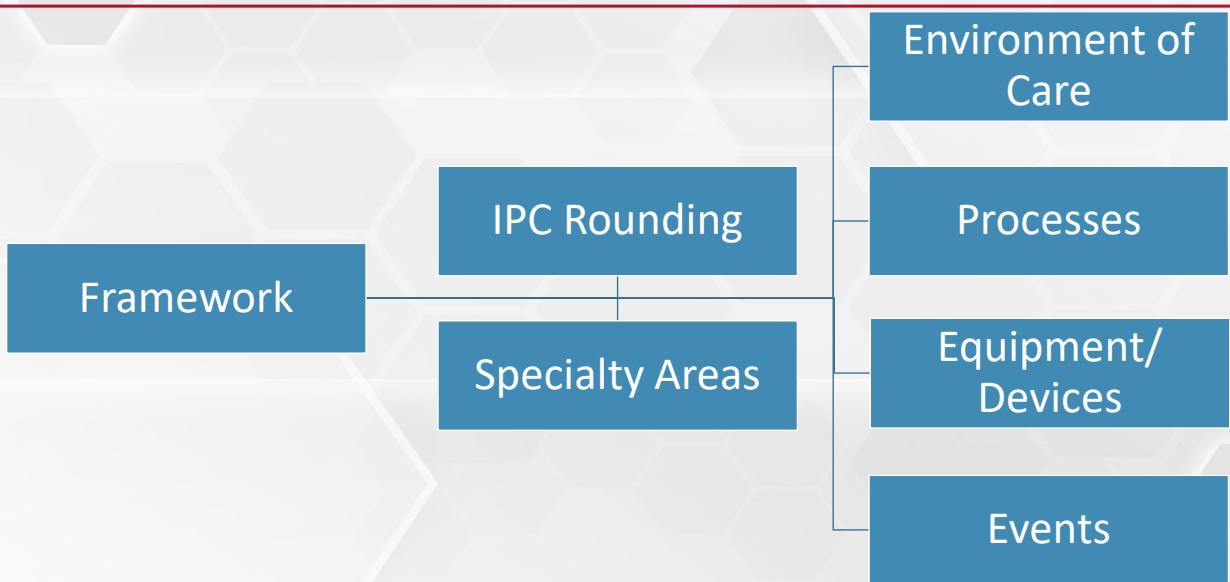 Framework
IPC Rounding
Specialty Areas
Environment of
Care
Processes
Equipment/
Devices
Events